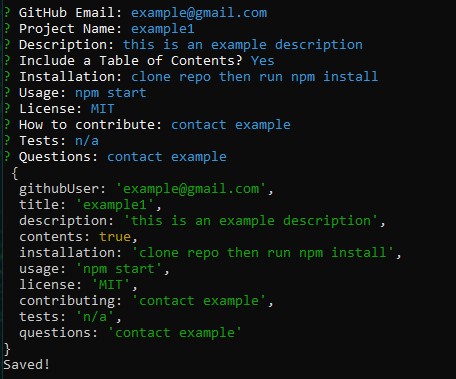 ? GitHub Email: example@gmail.com
? Project Name: example1
? Description: this is an example description
? Include a Table of Contents? Yes
? Installation: clone repo then run npm install
? Usage: npm start
? License: MIT
? How to contribute: contact example
? Tests: n/a
? Questions: contact example
{
githubUser: 'example@gmail.com',
title: 'example1',
description: 'this is an example description',
contents: true,
installation: 'clone repo then run npm install',
usage: 'npm start',
license: 'MIT',
contributing: 'contact example',
tests: 'n/a',
questions: 'contact example'
}
Saved!